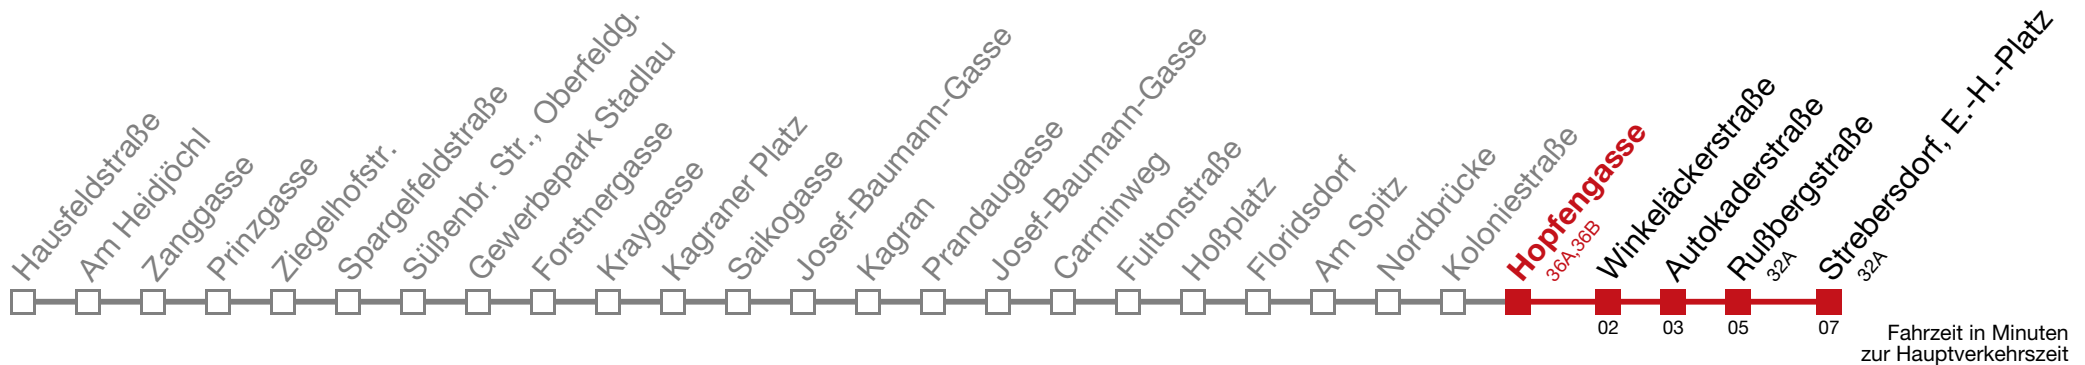 Hausfeldstraße
Am Heidjöchl
Zanggasse
Prinzgasse
Ziegelhofstr.
Spargelfeldstraße
Süßenbr. Str., Oberfeldg.
Gewerbepark Stadlau
Forstnergasse
Kraygasse
Kagraner Platz
Saikogasse
Josef-Baumann-Gasse
Kagran
Prandaugasse
Josef-Baumann-Gasse
Carminweg
Fultonstraße
Hoßplatz
Floridsdorf
Am Spitz
Nordbrücke
Koloniestraße
Hopfengasse
36A,36B
Winkeläckerstraße
02
Autokaderstraße
03
Rußbergstraße
32A
05
Strebersdorf, E.-H.-Platz
32A
07
Fahrzeit in Minuten
zur Hauptverkehrszeit